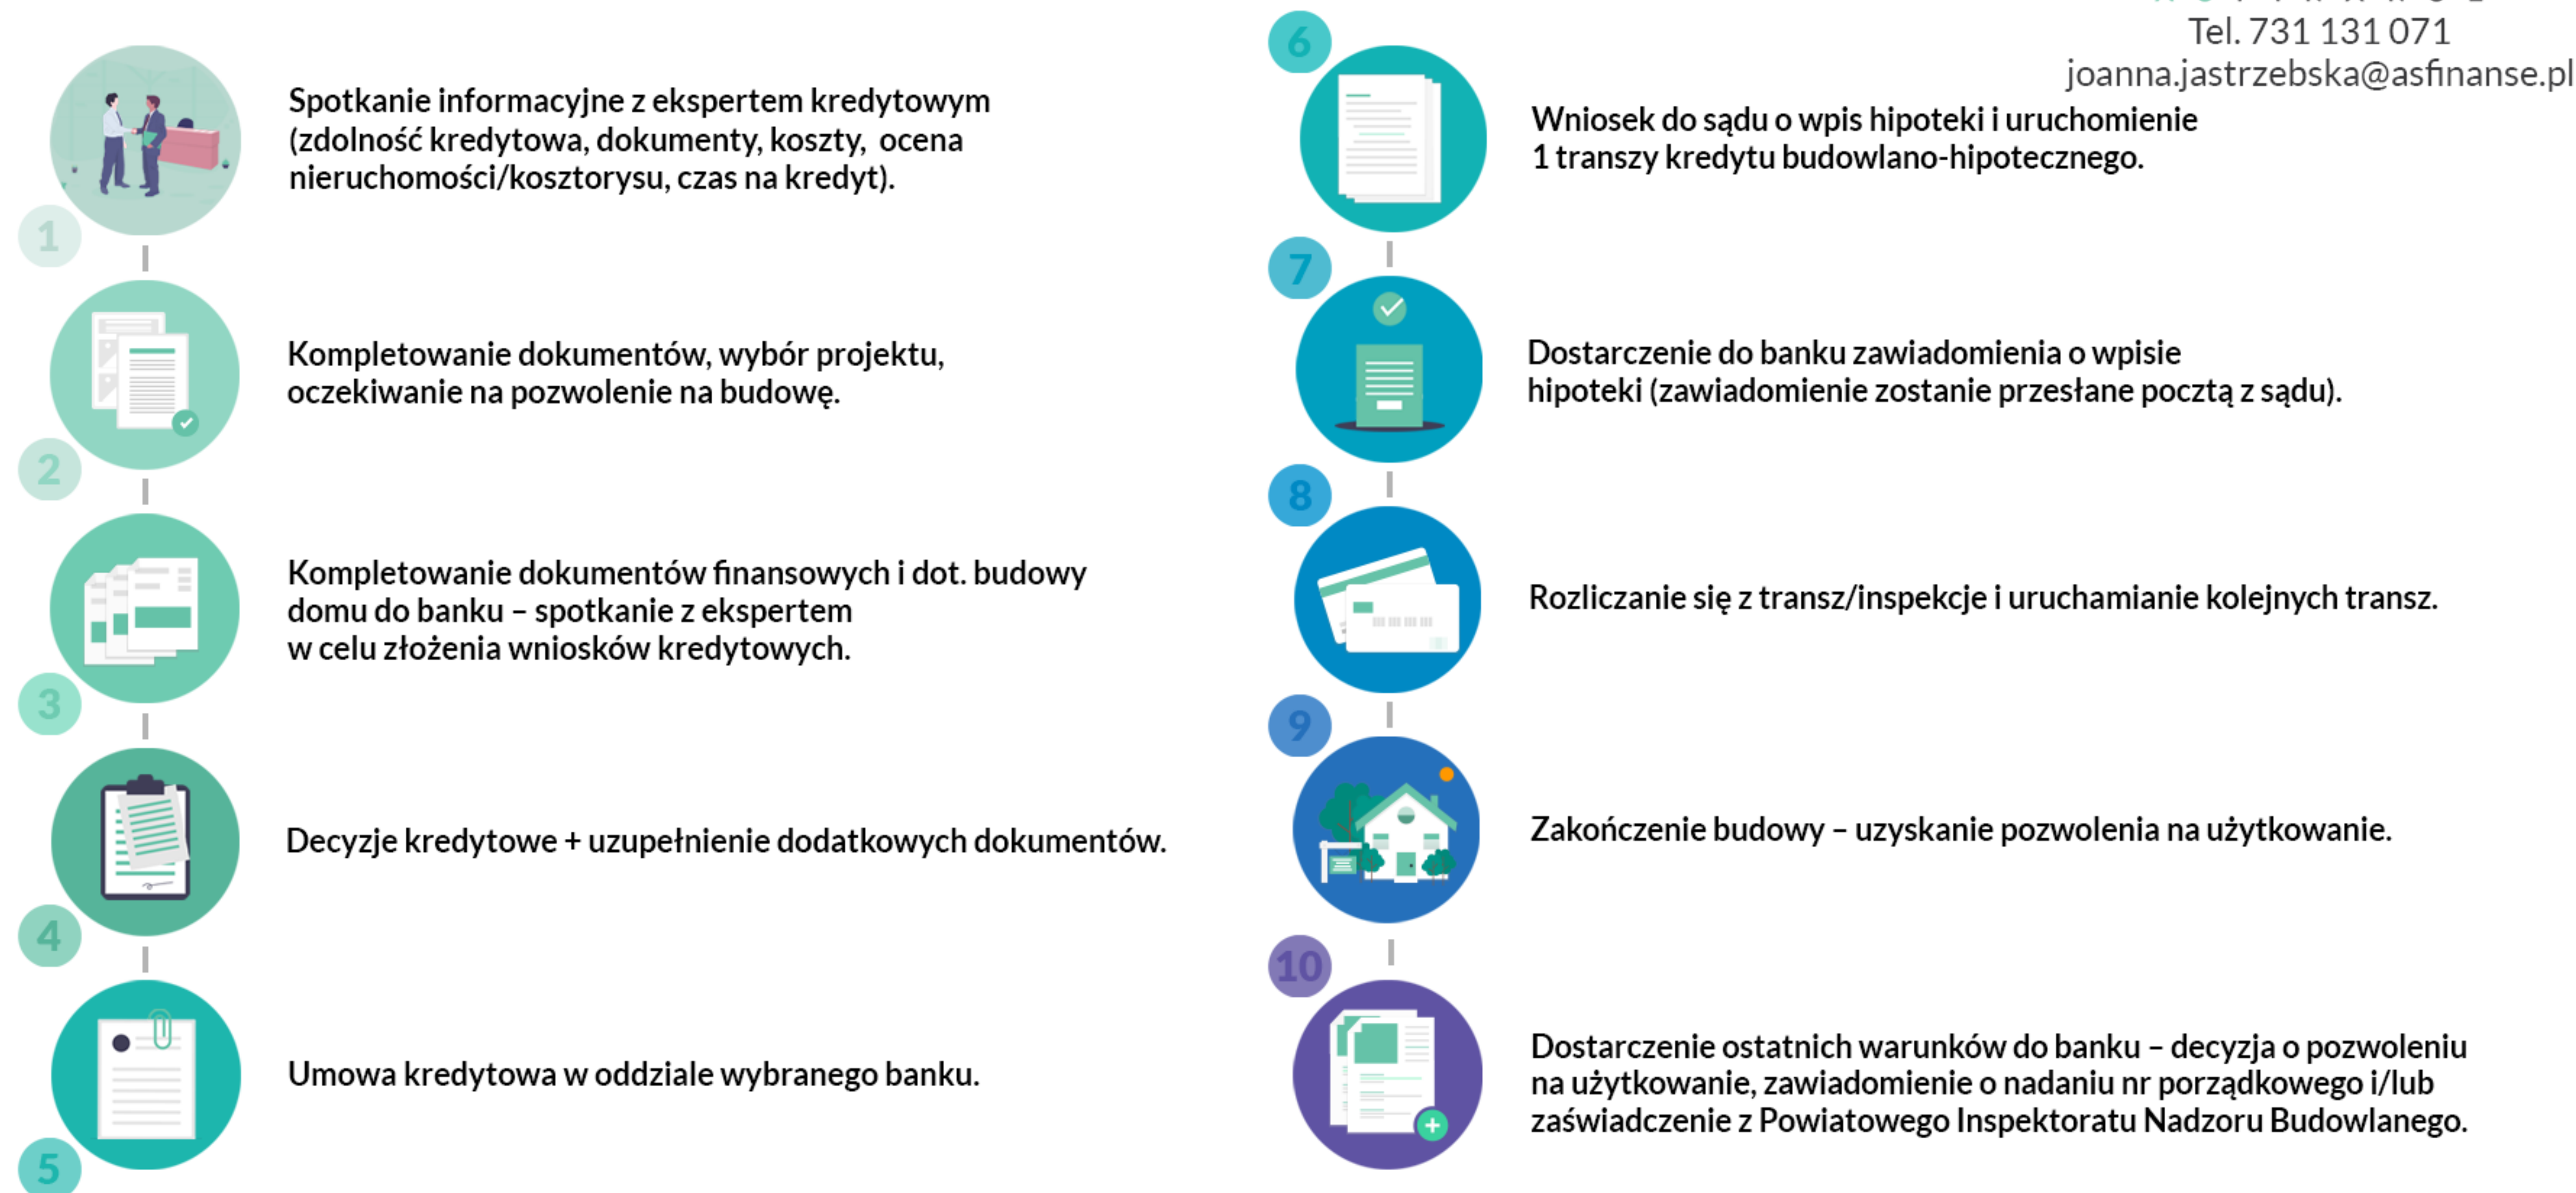 1
Spotkanie informacyjne z ekspertem kredytowym
(zdolność kredytowa, dokumenty, koszty, ocena
nieruchomości/kosztorysu, czas na kredyt).
2
Kompletowanie dokumentów, wybór projektu,
oczekiwanie na pozwolenie na budowę.
3
Kompletowanie dokumentów finansowych i dot. budowy
domu do banku – spotkanie z ekspertem
w celu złożenia wniosków kredytowych.
4
Decyzje kredytowe + uzupełnienie dodatkowych dokumentów.
5
Umowa kredytowa w oddziale wybranego banku.
Tel. 731 131 071
joanna.jastrzebska@asfinanse.pl
6
Wniosek do sądu o wpis hipoteki i uruchomienie
1 transzy kredytu budowlano-hipotecznego.
7
Dostarczenie do banku zawiadomienia o wpisie
hipoteki (zawiadomienie zostanie przesłane pocztą z sądu).
8
Rozliczanie się z transz/inspekcje i uruchamianie kolejnych transz.
9
Zakończenie budowy – uzyskanie pozwolenia na użytkowanie.
10
Dostarczenie ostatnich warunków do banku – decyzja o pozwoleniu
na użytkowanie, zawiadomienie o nadaniu nr porządkowego i/lub
zaświadczenie z Powiatowego Inspektoratu Nadzoru Budowlanego.